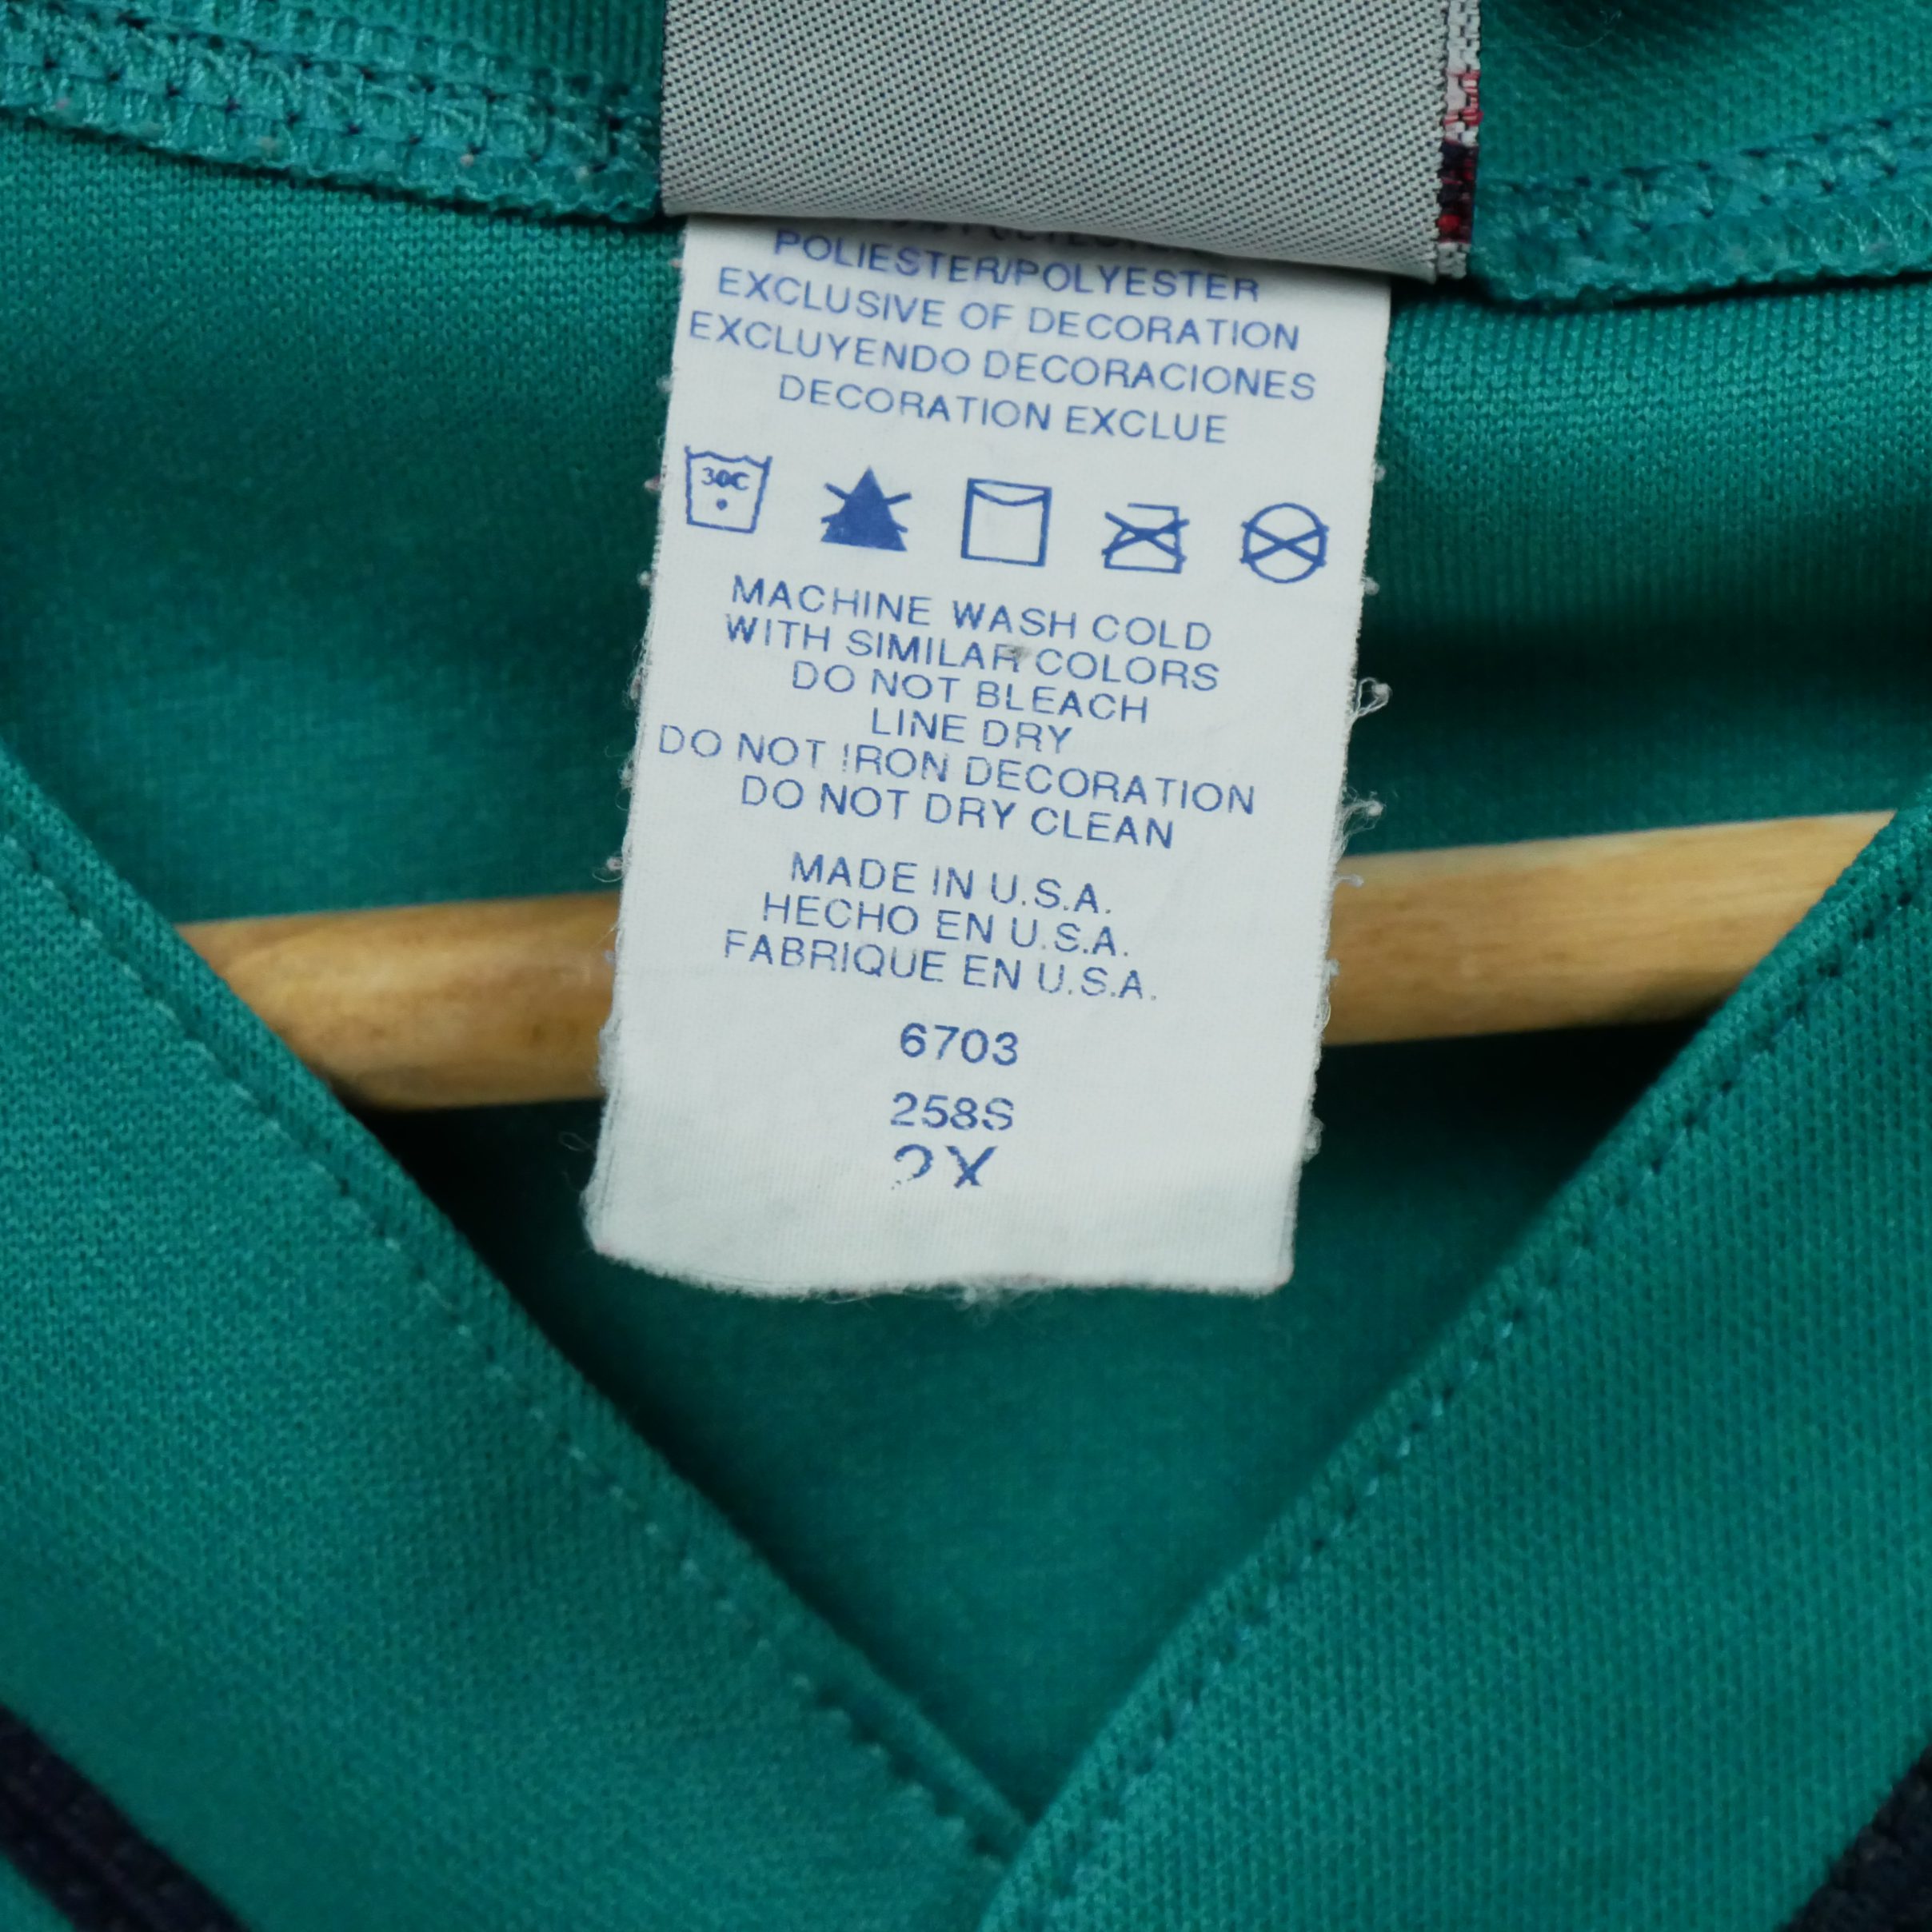 POLIESTER/POLYESTER
EXCLUSIVE OF DECORATION
EXCLUYENDO DECORACIONES
DECORATION EXCLUE
30C
MACHINE WASH COLD
WITH SIMILAR COLORS
DO NOT BLEACH
LINE DRY
DO NOT IRON DECORATION
DO NOT DRY CLEAN
MADE IN U.S.A.
HECHO EN U.S.A.
FABRIQUE EN U.S.A.
6703
258S
2X